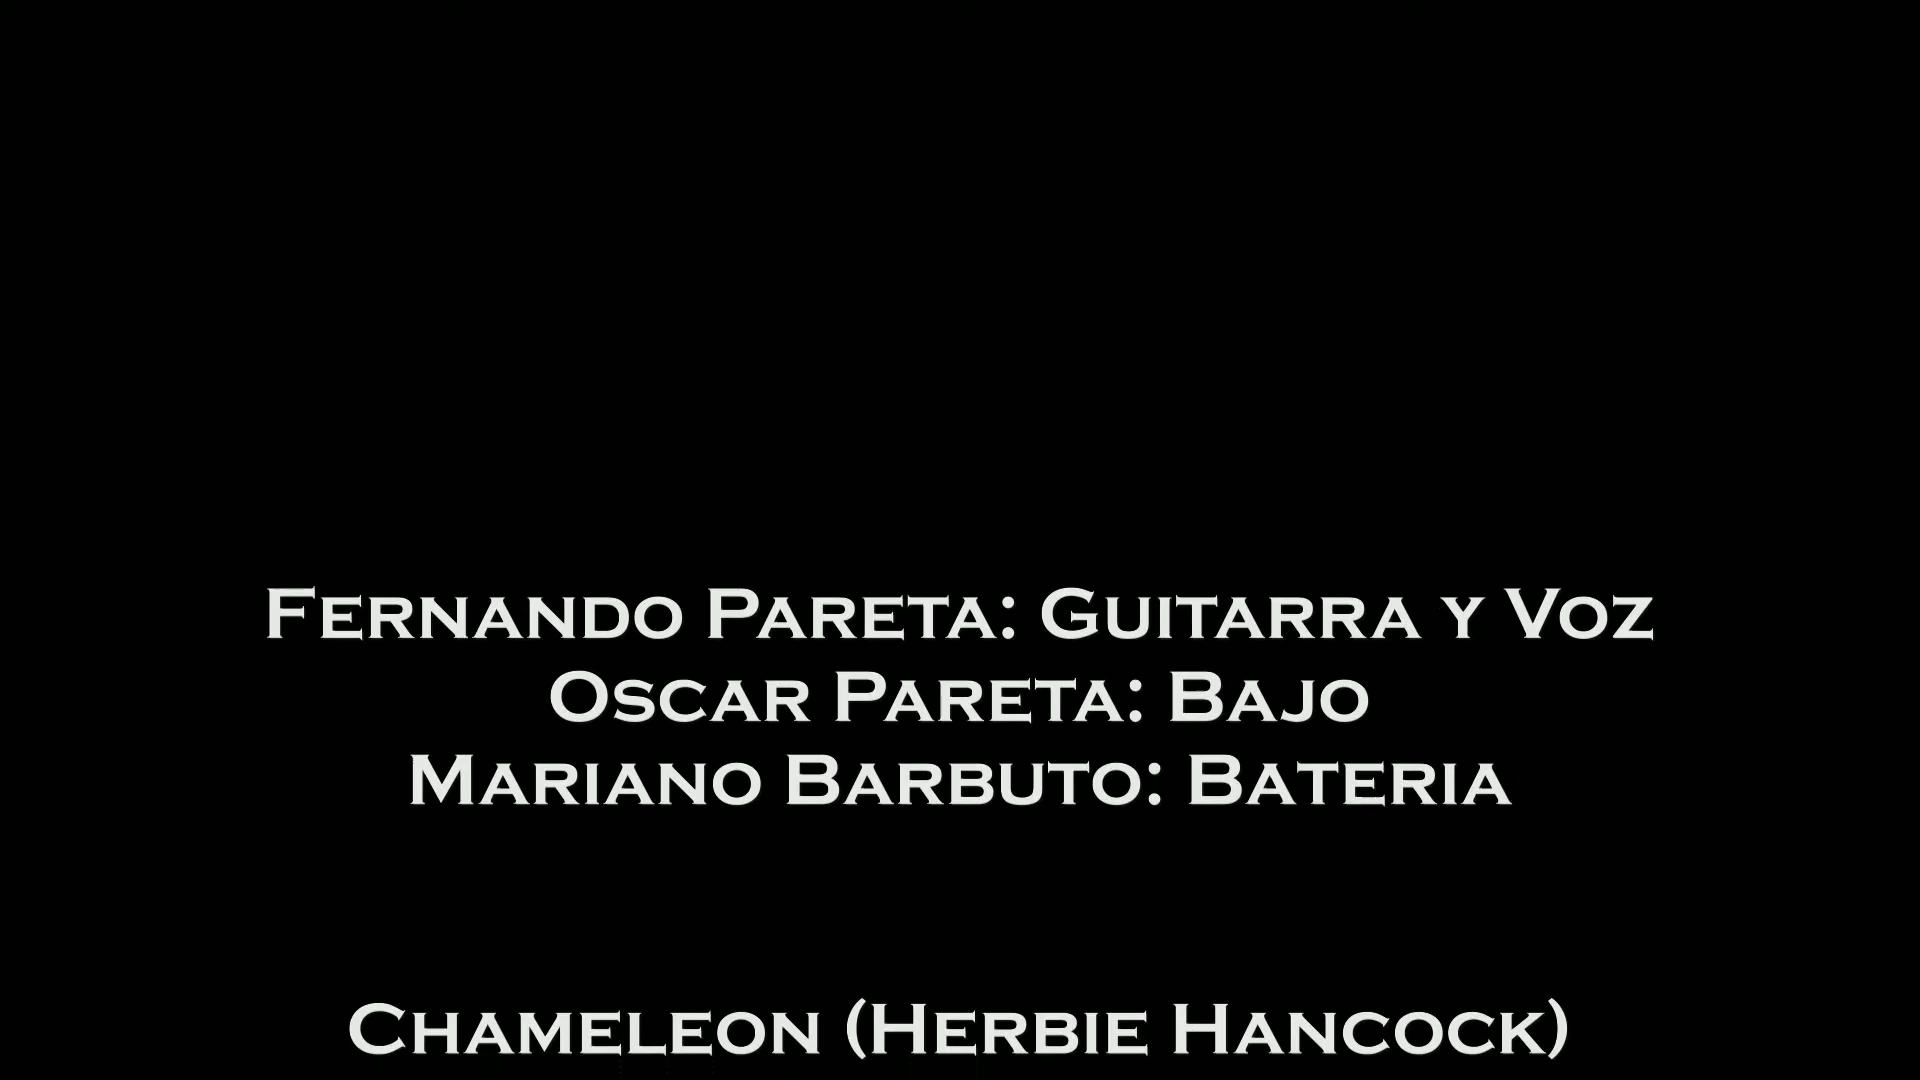 Fernando Pareta: Guitarra y Voz
Oscar Pareta: Bajo
Mariano Barbuto: Bateria
Chameleon (Herbie Hancock)